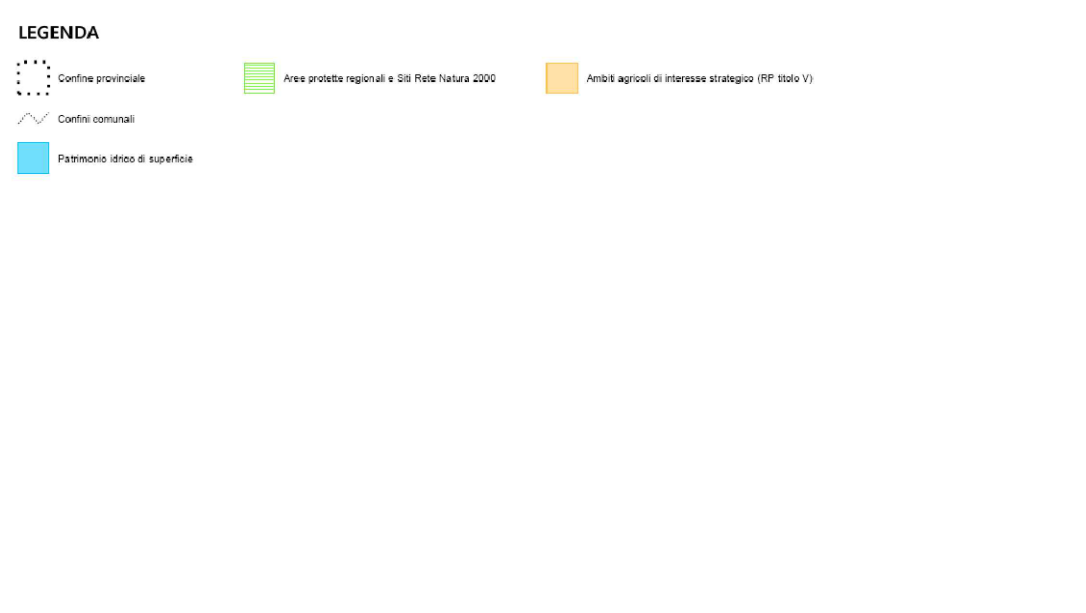 LEGENDA
Confine provinciale
Aree protette regionali e Siti Rete Natura 2000
Ambiti agricoli di interesse strategico (RP titolo V)
Confini comunali
Patrimonio idrico di superficie